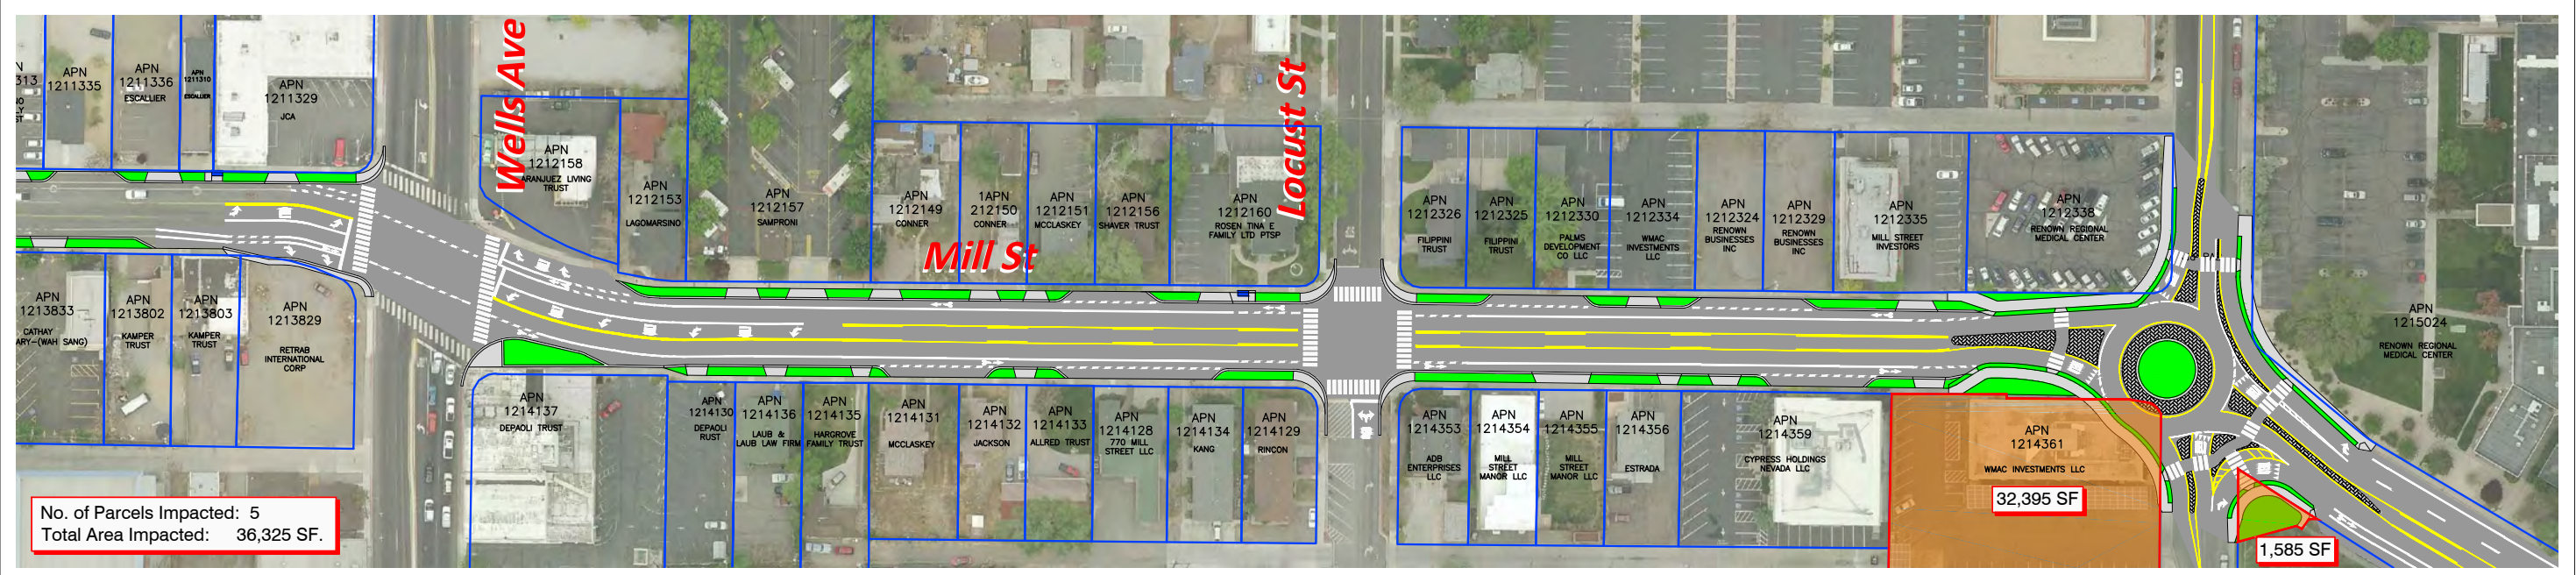 Wells Ave
Locust St
Mill St
N
313
NO
LY
ST
APN
1211335
APN
1211336
ESCALLIER
APN
1211310
ESCALLIER
APN
1211329
JCA
APN
1212158
ARANJUEZ LIVING
TRUST
APN
1212153
LAGOMARSINO
APN
1212157
SAMPRONI
APN
1212149
CONNER
1APN
212150
CONNER
APN
1212151
MCCLASKEY
APN
1212156
SHAVER TRUST
APN
1212160
ROSEN TINA E
FAMILY LTD PTSP
APN
1212326
FILIPPINI
TRUST
APN
1212325
FILIPPINI
TRUST
APN
1212330
PALMS
DEVELOPMENT
CO LLC
APN
1212334
WMAC
INVESTMENTS
LLC
APN
1212324
RENOWN
BUSINESSES
INC
APN
1212329
RENOWN
BUSINESSES
INC
APN
1212335
MILL STREET
INVESTORS
APN
1212338
RENOWN REGIONAL
MEDICAL CENTER
APN
1215024
RENOWN REGIONAL
MEDICAL CENTER
APN
1213833
CATHAY
ARY-(WAH SANG)
APN
1213802
KAMPER
TRUST
APN
1213803
KAMPER
TRUST
APN
1213829
RETRAB
INTERNATIONAL
CORP
APN
1214137
DEPAOLI TRUST
APN
1214130
DEPAOLI
RUST
APN
1214136
LAUB &
LAUB LAW FIRM
APN
1214135
HARGROVE
FAMILY TRUST
APN
1214131
MCCLASKEY
APN
1214132
JACKSON
APN
1214133
ALLRED TRUST
APN
1214128
770 MILL
STREET LLC
APN
1214134
KANG
APN
1214129
RINCON
APN
1214353
ADB
ENTERPRISES
LLC
APN
1214354
MILL
STREET
MANOR LLC
APN
1214355
MILL
STREET
MANOR LLC
APN
1214356
ESTRADA
APN
1214359
CYPRESS HOLDINGS
NEVADA LLC
APN
1214361
WMAC INVESTMENTS LLC
32,395 SF
1,585 SF
No. of Parcels Impacted: 5
Total Area Impacted: 36,325 SF.